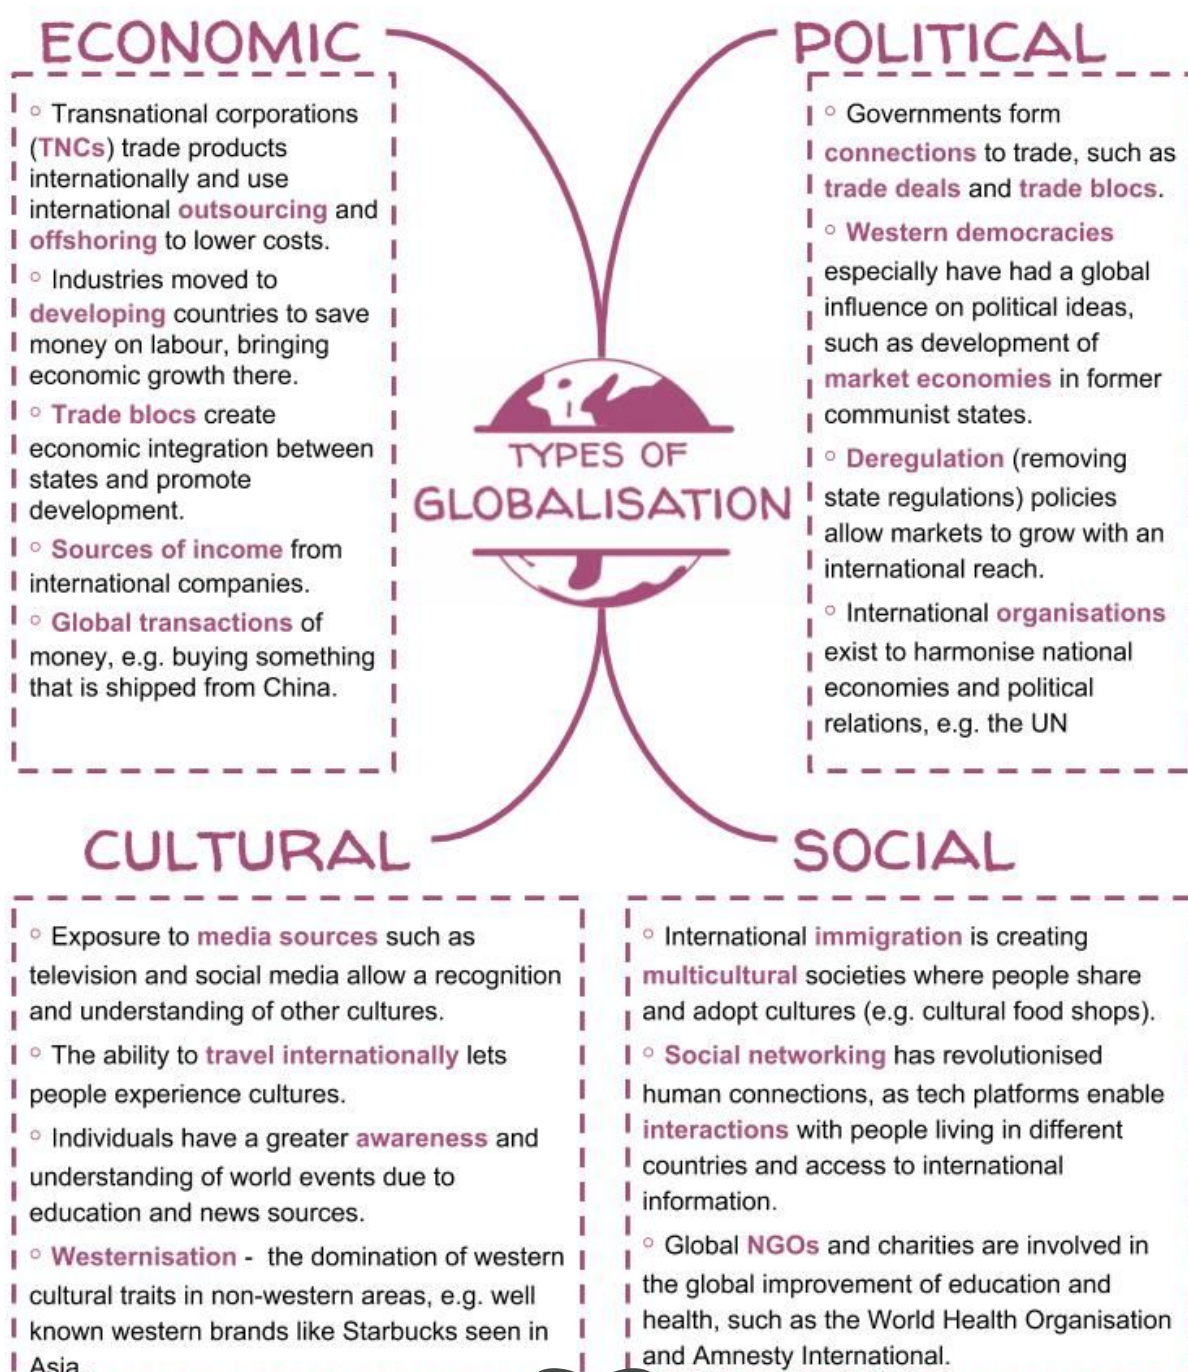 ECONOMIC
◦ Transnational corporations
(TNCs) trade products
internationally and use
international outsourcing and
offshoring to lower costs.
◦ Industries moved to
developing countries to save
money on labour, bringing
economic growth there.
◦ Trade blocs create
economic integration between
states and promote
development.
◦ Sources of income from
international companies.
◦ Global transactions of
money, e.g. buying something
that is shipped from China.
POLITICAL
◦ Governments form
connections to trade, such as
trade deals and trade blocs.
◦ Western democracies
especially have had a global
influence on political ideas,
such as development of
market economies in former
communist states.
◦ Deregulation (removing
state regulations) policies
allow markets to grow with an
international reach.
◦ International organisations
exist to harmonise national
economies and political
relations, e.g. the UN
TYPES OF
GLOBALISATION
CULTURAL
◦ Exposure to media sources such as
television and social media allow a recognition
and understanding of other cultures.
◦ The ability to travel internationally lets
people experience cultures.
◦ Individuals have a greater awareness and
understanding of world events due to
education and news sources.
◦ Westernisation - the domination of western
cultural traits in non-western areas, e.g. well
known western brands like Starbucks seen in
Asia
SOCIAL
◦ International immigration is creating
multicultural societies where people share
and adopt cultures (e.g. cultural food shops).
◦ Social networking has revolutionised
human connections, as tech platforms enable
interactions with people living in different
countries and access to international
information.
◦ Global NGOs and charities are involved in
the global improvement of education and
health, such as the World Health Organisation
and Amnesty International.